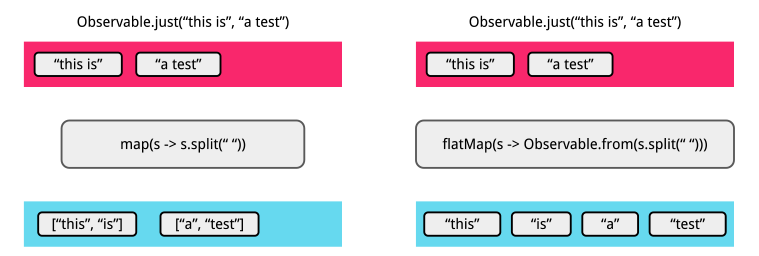 Observable.just(“this is”, “a test”)
“this is” “a test”
map(s -> s.split(“ “))
[“this”, “is”] [“a”, “test”]
Observable.just(“this is”, “a test”)
“this is” “a test”
flatMap(s -> Observable.from(s.split(“ “)))
“this” “is” “a” “test”